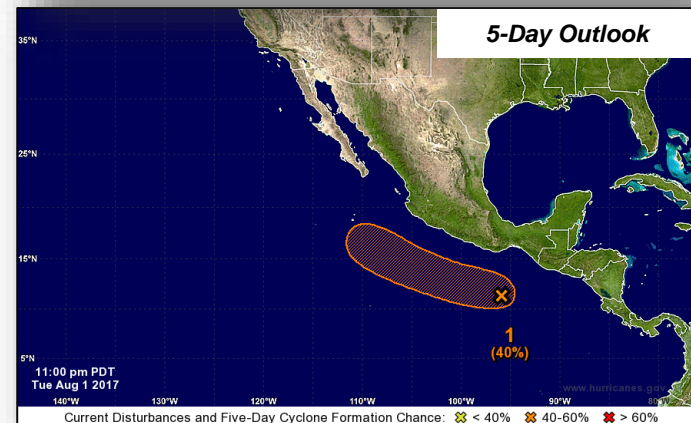 5-Day Outlook
35°N
25°N
15°N
1
(40%)
5°N
11:00 pm PDT
Tue Aug 1 2017
www.hurricanes.gov
140°W 130°W 120°W 110°W 100°W 90°W 80°W
Current Disturbances and Five-Day Cyclone Formation Chance: < 40% 40-60% > 60%